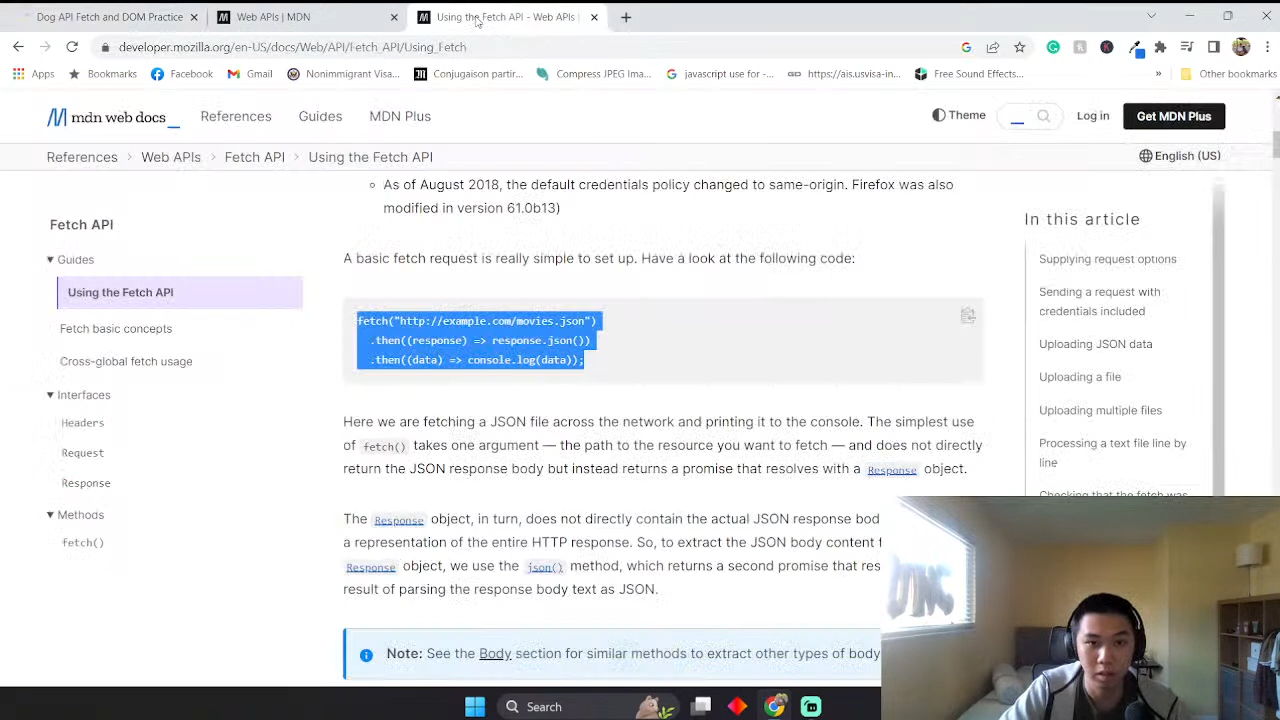 Dog API Fetch and DOM Practice
Web APIs | MDN
Using the Fetch API - Web APIs |
developer.mozilla.org/en-US/docs/Web/API/Fetch_API/Using_Fetch
Apps
Bookmarks
Facebook
Gmail
Nonimmigrant Visa...
Conjugaison partir...
Compress JPEG Ima...
javascript use for -...
https://ais.usvisa-in...
Free Sound Effects...
»
Other bookmarks
mdn web docs
References
Guides
MDN Plus
Theme
Log in
Get MDN Plus
References > Web APIs > Fetch API > Using the Fetch API
English (US)
Fetch API
Guides
Using the Fetch API
Fetch basic concepts
Cross-global fetch usage
Interfaces
Headers
Request
Response
Methods
fetch()
As of August 2018, the default credentials policy changed to same-origin. Firefox was also
modified in version 61.0b13)
A basic fetch request is really simple to set up. Have a look at the following code:
fetch("http://example.com/movies.json")
.then((response) => response.json())
.then((data) => console.log(data));
Here we are fetching a JSON file across the network and printing it to the console. The simplest use
of fetch() takes one argument — the path to the resource you want to fetch — and does not directly
return the JSON response body but instead returns a promise that resolves with a Response object.
The Response object, in turn, does not directly contain the actual JSON response bod
a representation of the entire HTTP response. So, to extract the JSON body content f
Response object, we use the json() method, which returns a second promise that res
result of parsing the response body text as JSON.
Note: See the Body section for similar methods to extract other types of body
In this article
Supplying request options
Sending a request with
credentials included
Uploading JSON data
Uploading a file
Uploading multiple files
Processing a text file line by
line
Checking that the fetch was
Search